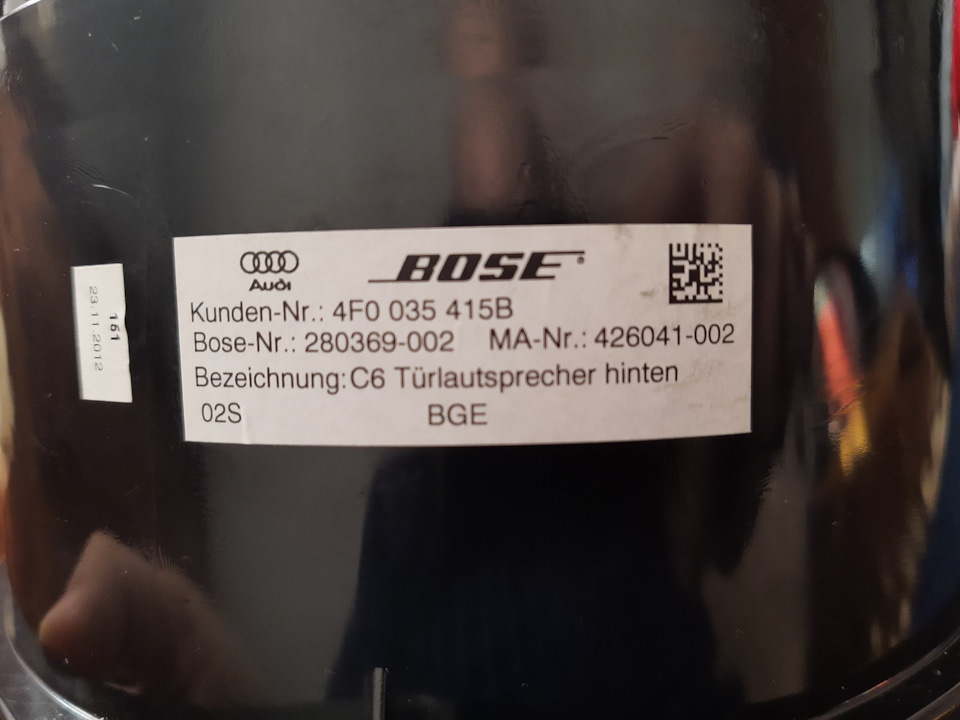 Audi BOSE
Kunden-Nr.: 4F0 035 415B
Bose-Nr.: 280369-002 MA-Nr.: 426041-002
Bezeichnung: C6 Türlautsprecher hinten
02S BGE
161
23.11.2012